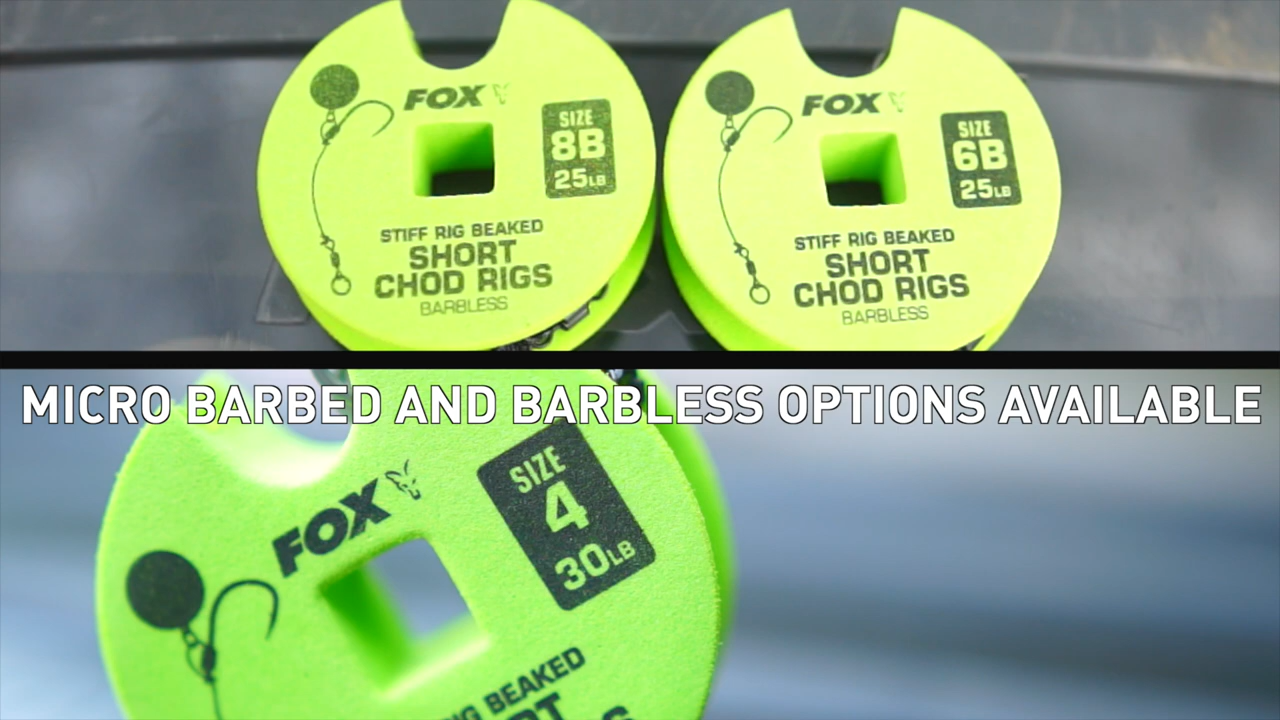 FOX
SIZE
8B
25LB
STIFF RIG BEAKED
SHORT
CHOD RIGS
BARBLESS
FOX
SIZE
6B
25LB
STIFF RIG BEAKED
SHORT
CHOD RIGS
BARBLESS
MICRO BARBED AND BARBLESS OPTIONS AVAILABLE
FOX
SIZE
4
30LB
BEAKED